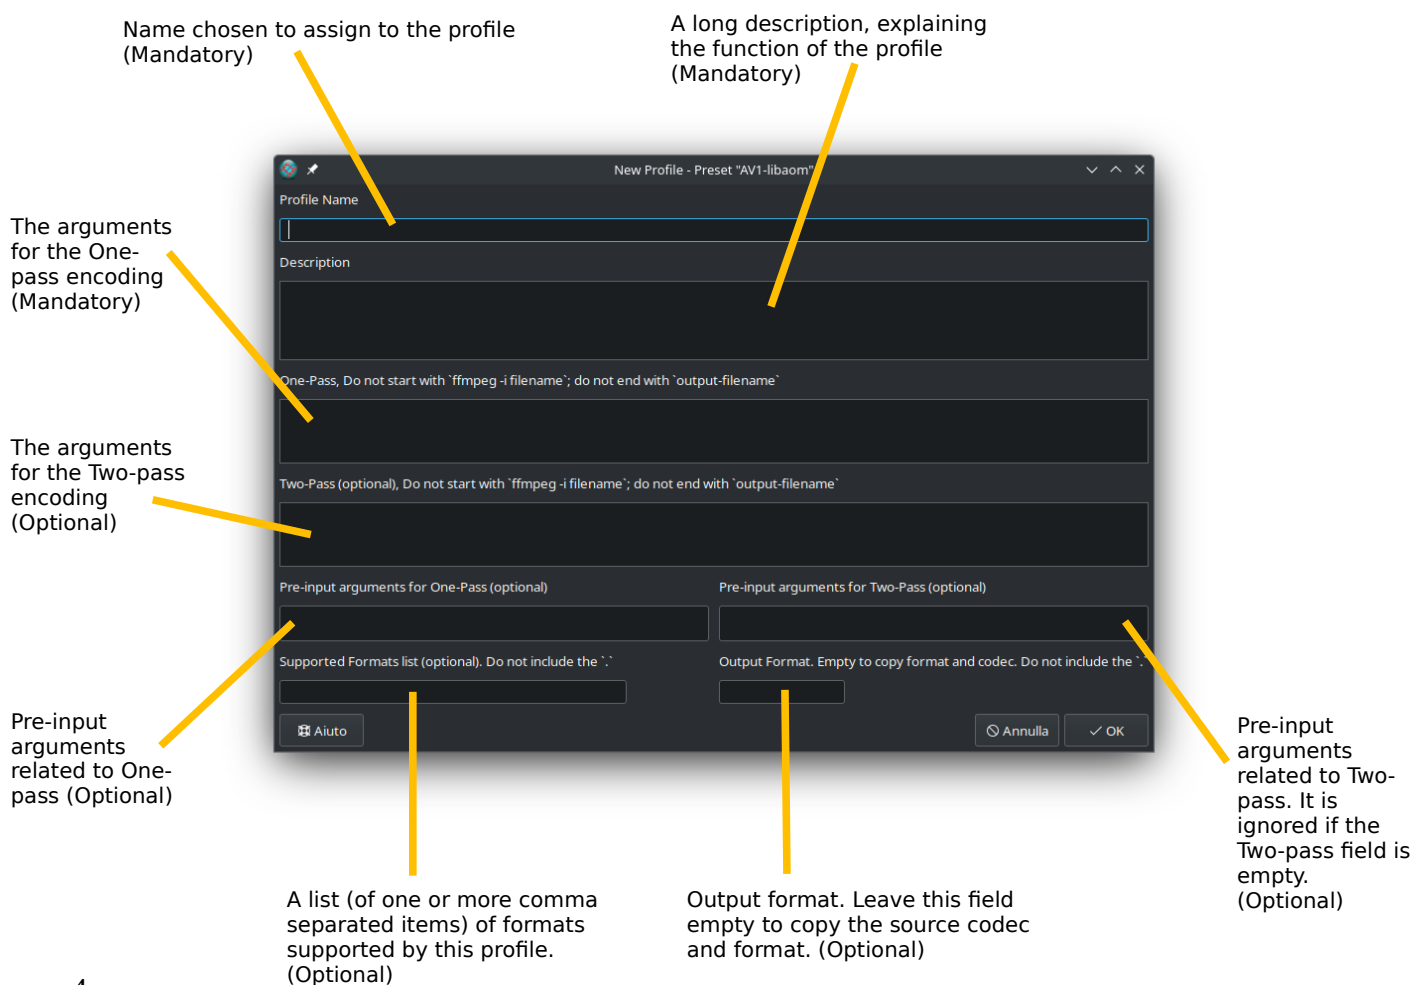 Name chosen to assign to the profile
(Mandatory)
A long description, explaining
the function of the profile
(Mandatory)
New Profile - Preset "AV1-libaom"
Profile Name
The arguments
for the One-
pass encoding
(Mandatory)
Description
One-Pass, Do not start with `ffmpeg -i filename`; do not end with `output-filename`
The arguments
for the Two-pass
encoding
(Optional)
Two-Pass (optional), Do not start with `ffmpeg -i filename`; do not end with `output-filename`
Pre-input arguments for One-Pass (optional)
Pre-input arguments for Two-Pass (optional)
Supported Formats list (optional). Do not include the `.`
Output Format. Empty to copy format and codec. Do not include the `.`
Aiuto
Annulla
OK
Pre-input
arguments
related to One-
pass (Optional)
Pre-input
arguments
related to Two-
pass. It is
ignored if the
Two-pass field is
empty.
(Optional)
A list (of one or more comma
separated items) of formats
supported by this profile.
(Optional)
Output format. Leave this field
empty to copy the source codec
and format. (Optional)